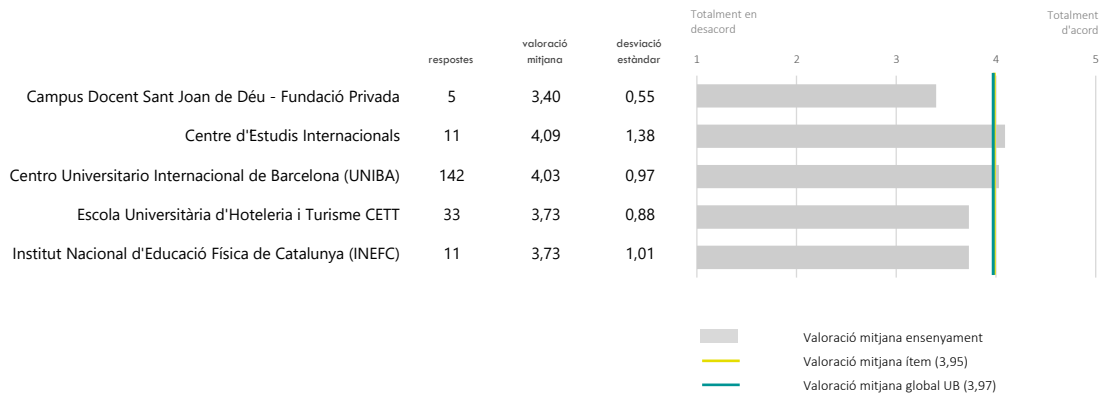 Totalment en
desacord
Totalment
d'acord
respostes
valoració
mitjana
desviació
estàndar
1 2 3 4 5
Campus Docent Sant Joan de Déu - Fundació Privada 5 3,40 0,55
Centre d'Estudis Internacionals 11 4,09 1,38
Centro Universitario Internacional de Barcelona (UNIBA) 142 4,03 0,97
Escola Universitària d'Hoteleria i Turisme CETT 33 3,73 0,88
Institut Nacional d'Educació Física de Catalunya (INEFC) 11 3,73 1,01
Valoració mitjana ensenyament
Valoració mitjana ítem (3,95)
Valoració mitjana global UB (3,97)